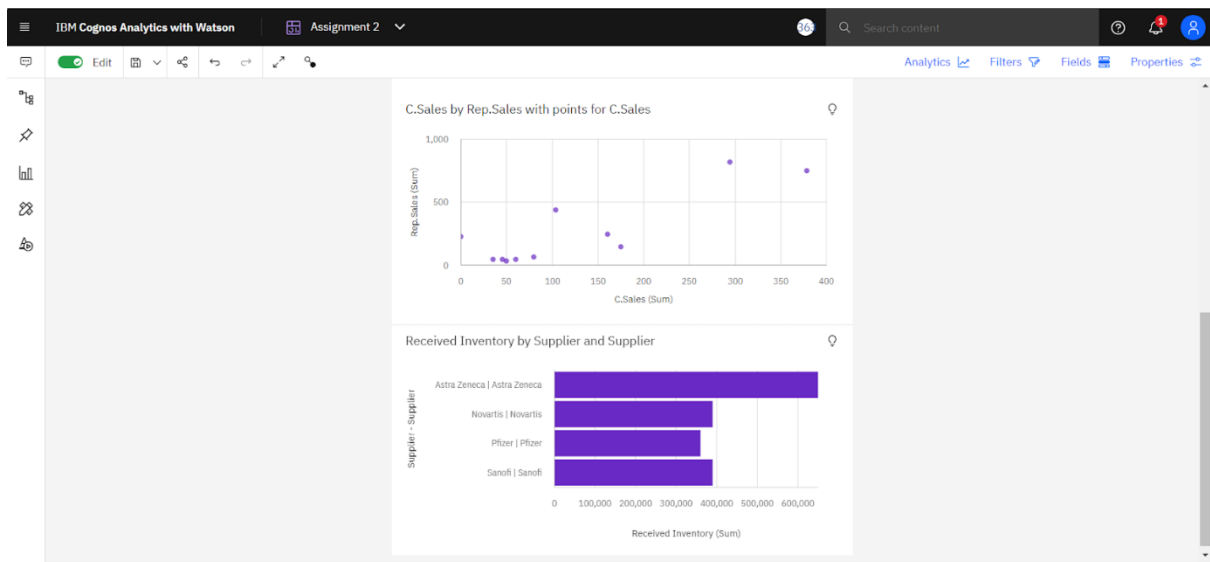 IBM Cognos Analytics with Watson
Assignment 2
Search content
1
Edit
Analytics
Filters
Fields
Properties
C.Sales by Rep.Sales with points for C.Sales
Rep.Sales (Sum)
1,000
500
0
0 50 100 150 200 250 300 350 400
C.Sales (Sum)
Received Inventory by Supplier and Supplier
Supplier - Supplier
Astra Zeneca | Astra Zeneca
Novartis | Novartis
Pfizer | Pfizer
Sanofi | Sanofi
0 100,000 200,000 300,000 400,000 500,000 600,000
Received Inventory (Sum)